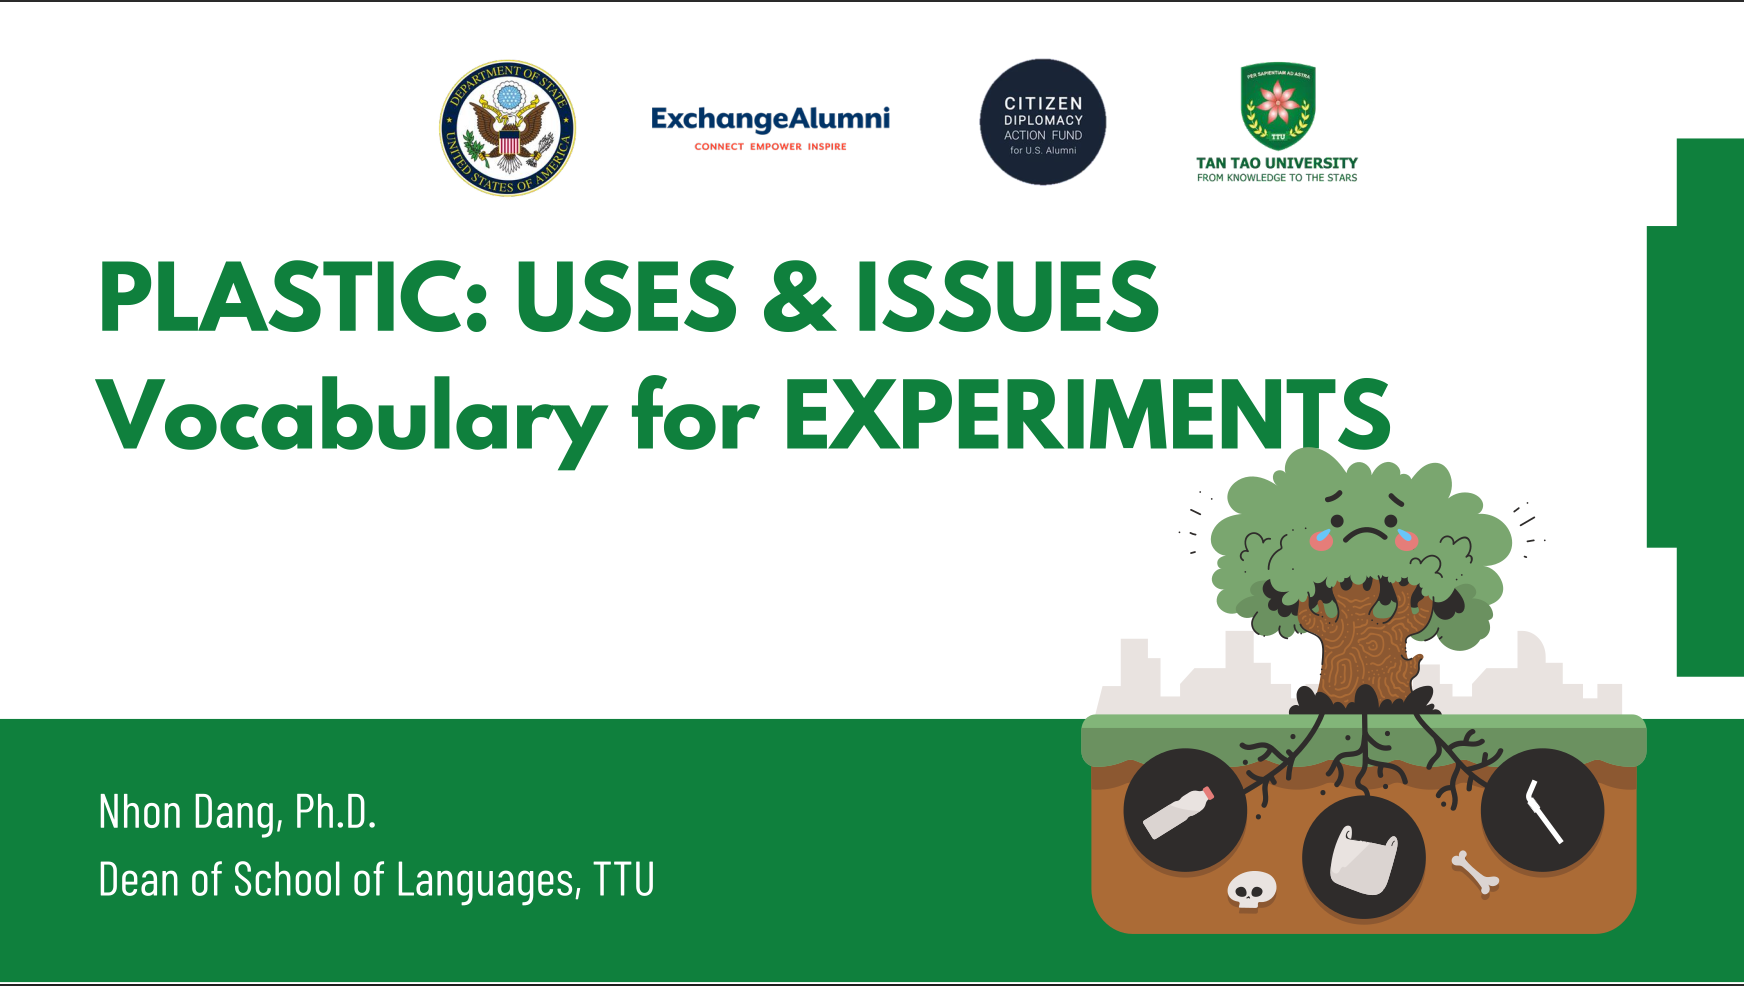 DEPARTMENT OF STATE
UNITED STATES OF AMERICA
ExchangeAlumni
CONNECT EMPOWER INSPIRE
CITIZEN
DIPLOMACY
ACTION FUND
for U.S. Alumni
PER SAPIENTIAM AD ASTRA
TTU
TAN TAO UNIVERSITY
FROM KNOWLEDGE TO THE STARS
PLASTIC: USES & ISSUES
Vocabulary for EXPERIMENTS
Nhon Dang, Ph.D.
Dean of School of Languages, TTU